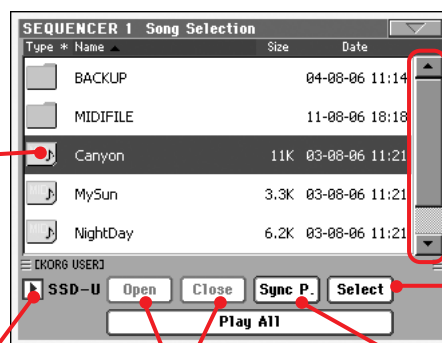 SEQUENCER 1 Song Selection
Type * Name Size Date
BACKUP 04-08-06 11:14
MIDIFILE 11-08-06 18:18
Canyon 11K 03-08-06 11:21
MySun 3.3K 03-08-06 11:21
NightDay 6.2K 03-08-06 11:21
[KORG USER]
SSD-U Open Close Sync P. Select
Play All